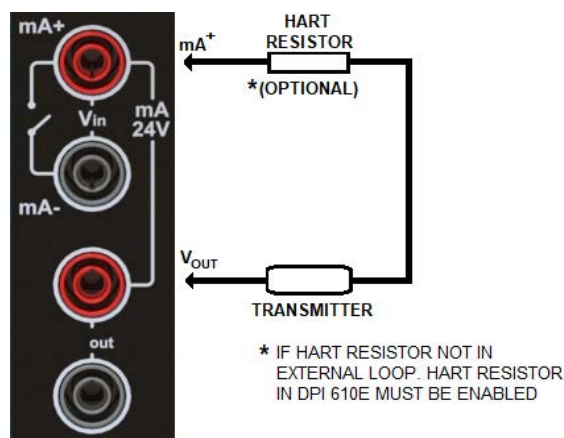 mA+
Vin
mA
24V
mA-
out
HART
RESISTOR
mA+
*(OPTIONAL)
VOUT
TRANSMITTER
* IF HART RESISTOR NOT IN
EXTERNAL LOOP. HART RESISTOR
IN DPI 610E MUST BE ENABLED